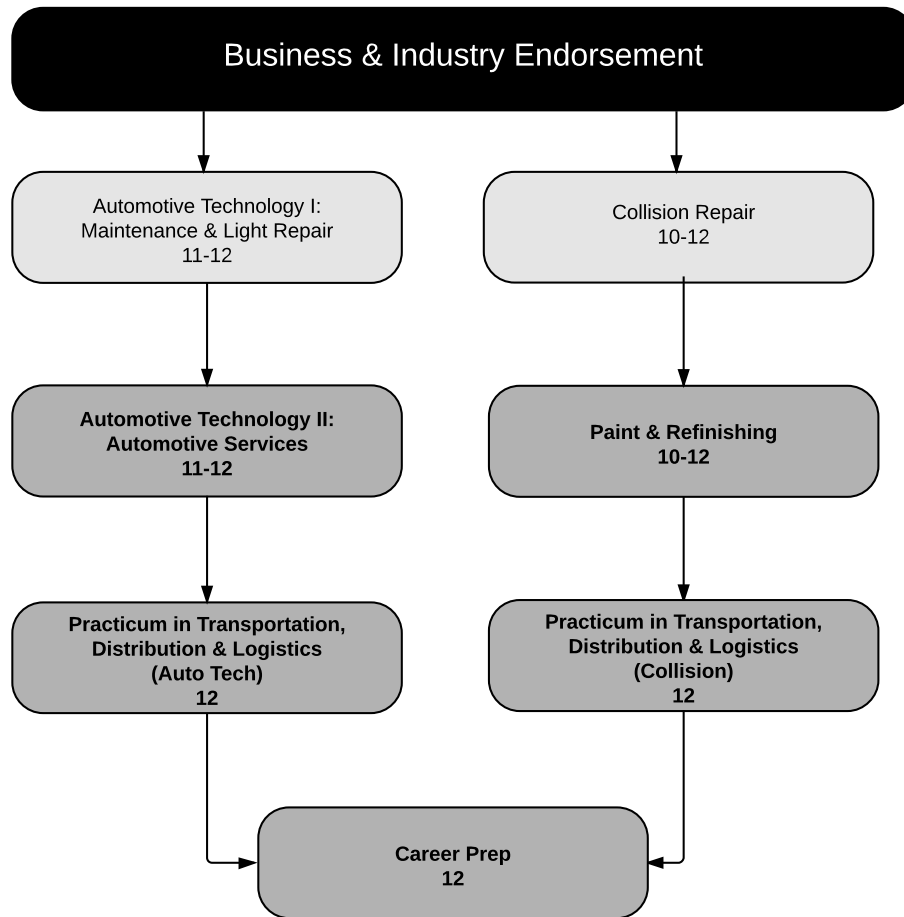 Business & Industry Endorsement
Automotive Technology I:
Maintenance & Light Repair
11-12
Collision Repair
10-12
Automotive Technology II:
Automotive Services
11-12
Paint & Refinishing
10-12
Practicum in Transportation,
Distribution & Logistics
(Auto Tech)
12
Practicum in Transportation,
Distribution & Logistics
(Collision)
12
Career Prep
12